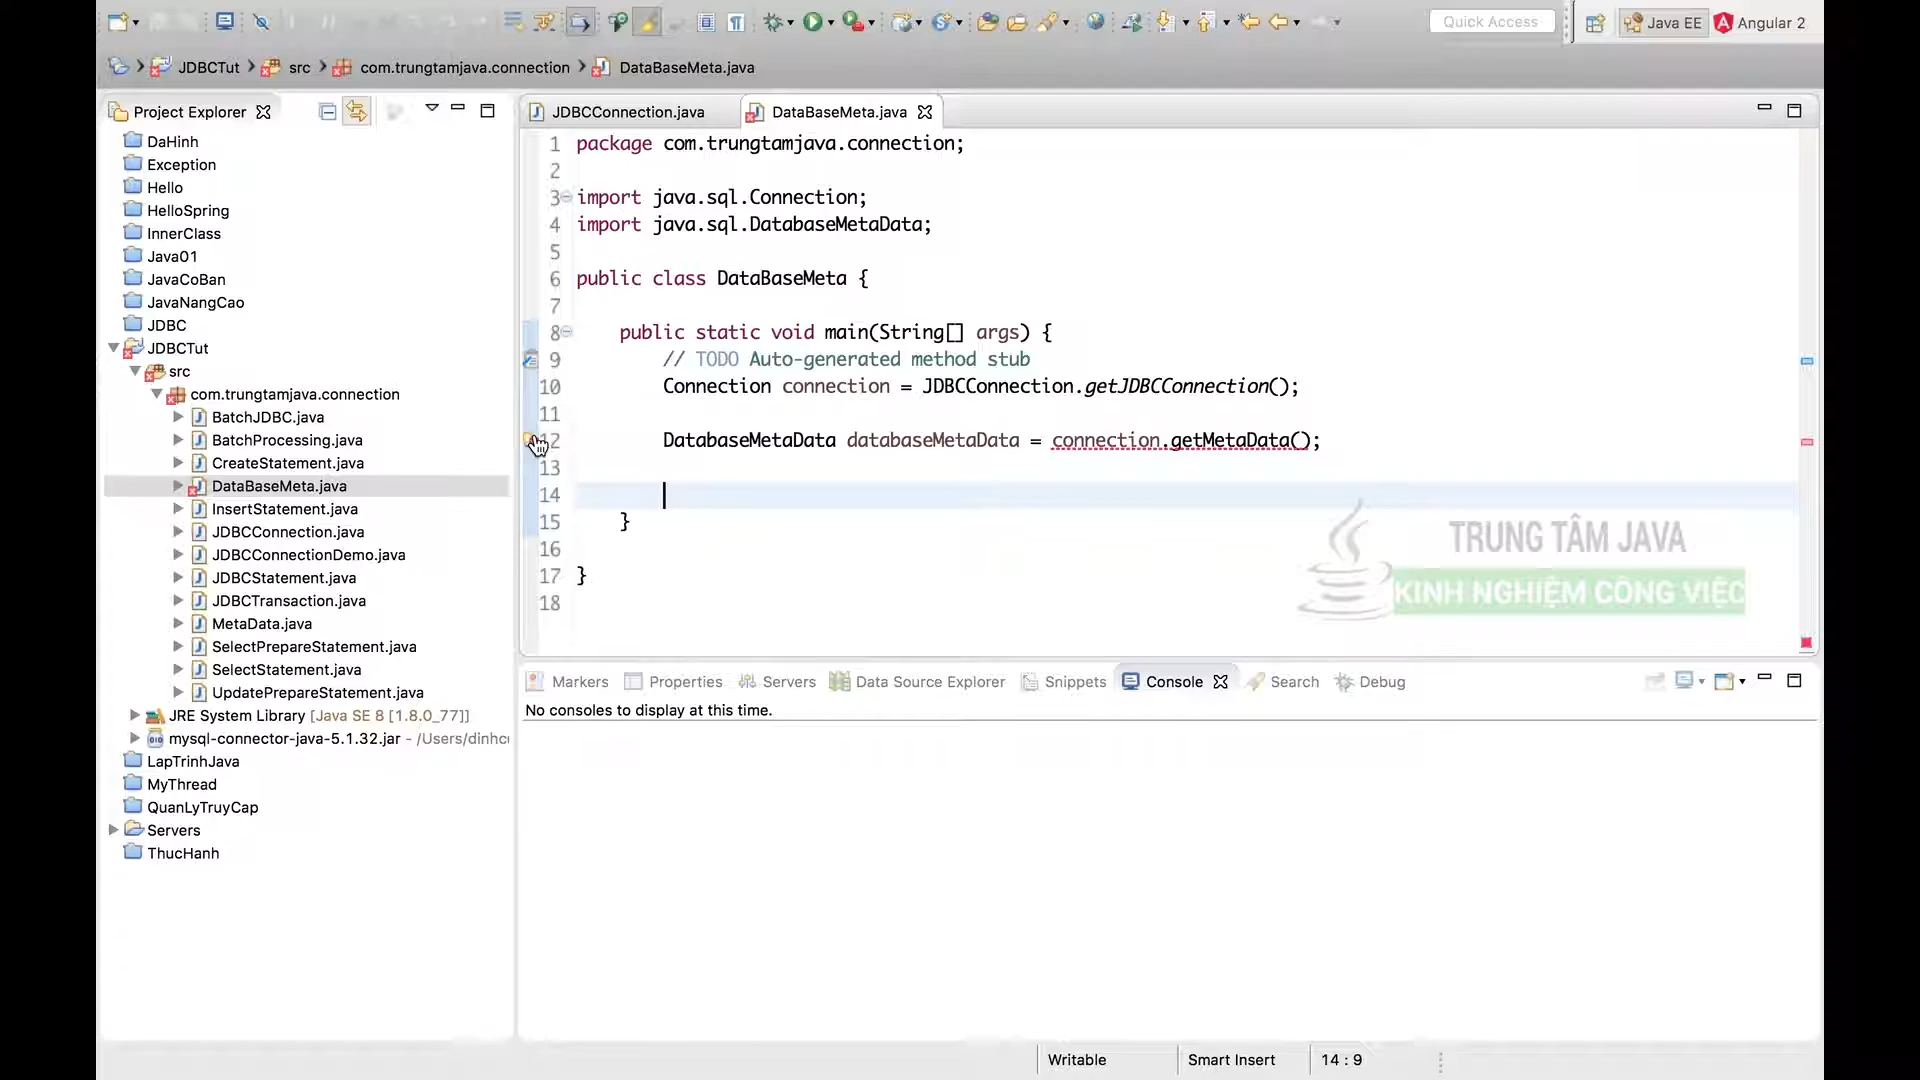 Quick Access
Java EE
Angular 2
JDBCTut
src
com.trungtamjava.connection
DataBaseMeta.java
Project Explorer
DaHinh
Exception
Hello
HelloSpring
InnerClass
Java01
JavaCoBan
JavaNangCao
JDBC
JDBCTut
src
com.trungtamjava.connection
BatchJDBC.java
BatchProcessing.java
CreateStatement.java
DataBaseMeta.java
InsertStatement.java
JDBCConnection.java
JDBCConnectionDemo.java
JDBCStatement.java
JDBCTransaction.java
MetaData.java
SelectPrepareStatement.java
SelectStatement.java
UpdatePrepareStatement.java
JRE System Library [Java SE 8 [1.8.0_77]]
mysql-connector-java-5.1.32.jar - /Users/dinhc
LapTrinhJava
MyThread
QuanLyTruyCap
Servers
ThucHanh
JDBCConnection.java
DataBaseMeta.java
1 package com.trungtamjava.connection;
2
3 import java.sql.Connection;
4 import java.sql.DatabaseMetaData;
5
6 public class DataBaseMeta {
7
8 public static void main(String[] args) {
9 // TODO Auto-generated method stub
10 Connection connection = JDBCConnection.getJDBCConnection();
11
12 DatabaseMetaData databaseMetaData = connection.getMetaData();
13
14
15 }
16
17 }
18
TRUNG TÂM JAVA
KINH NGHIỆM CÔNG VIỆC
Markers
Properties
Servers
Data Source Explorer
Snippets
Console
Search
Debug
No consoles to display at this time.
Writable
Smart Insert
14 : 9